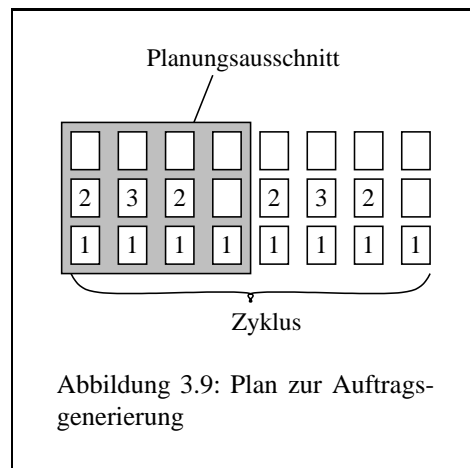 Planungsausschnitt
2 3 2 2 3 2
1 1 1 1 1 1 1 1
Zyklus
Abbildung 3.9: Plan zur Auftrags-
generierung